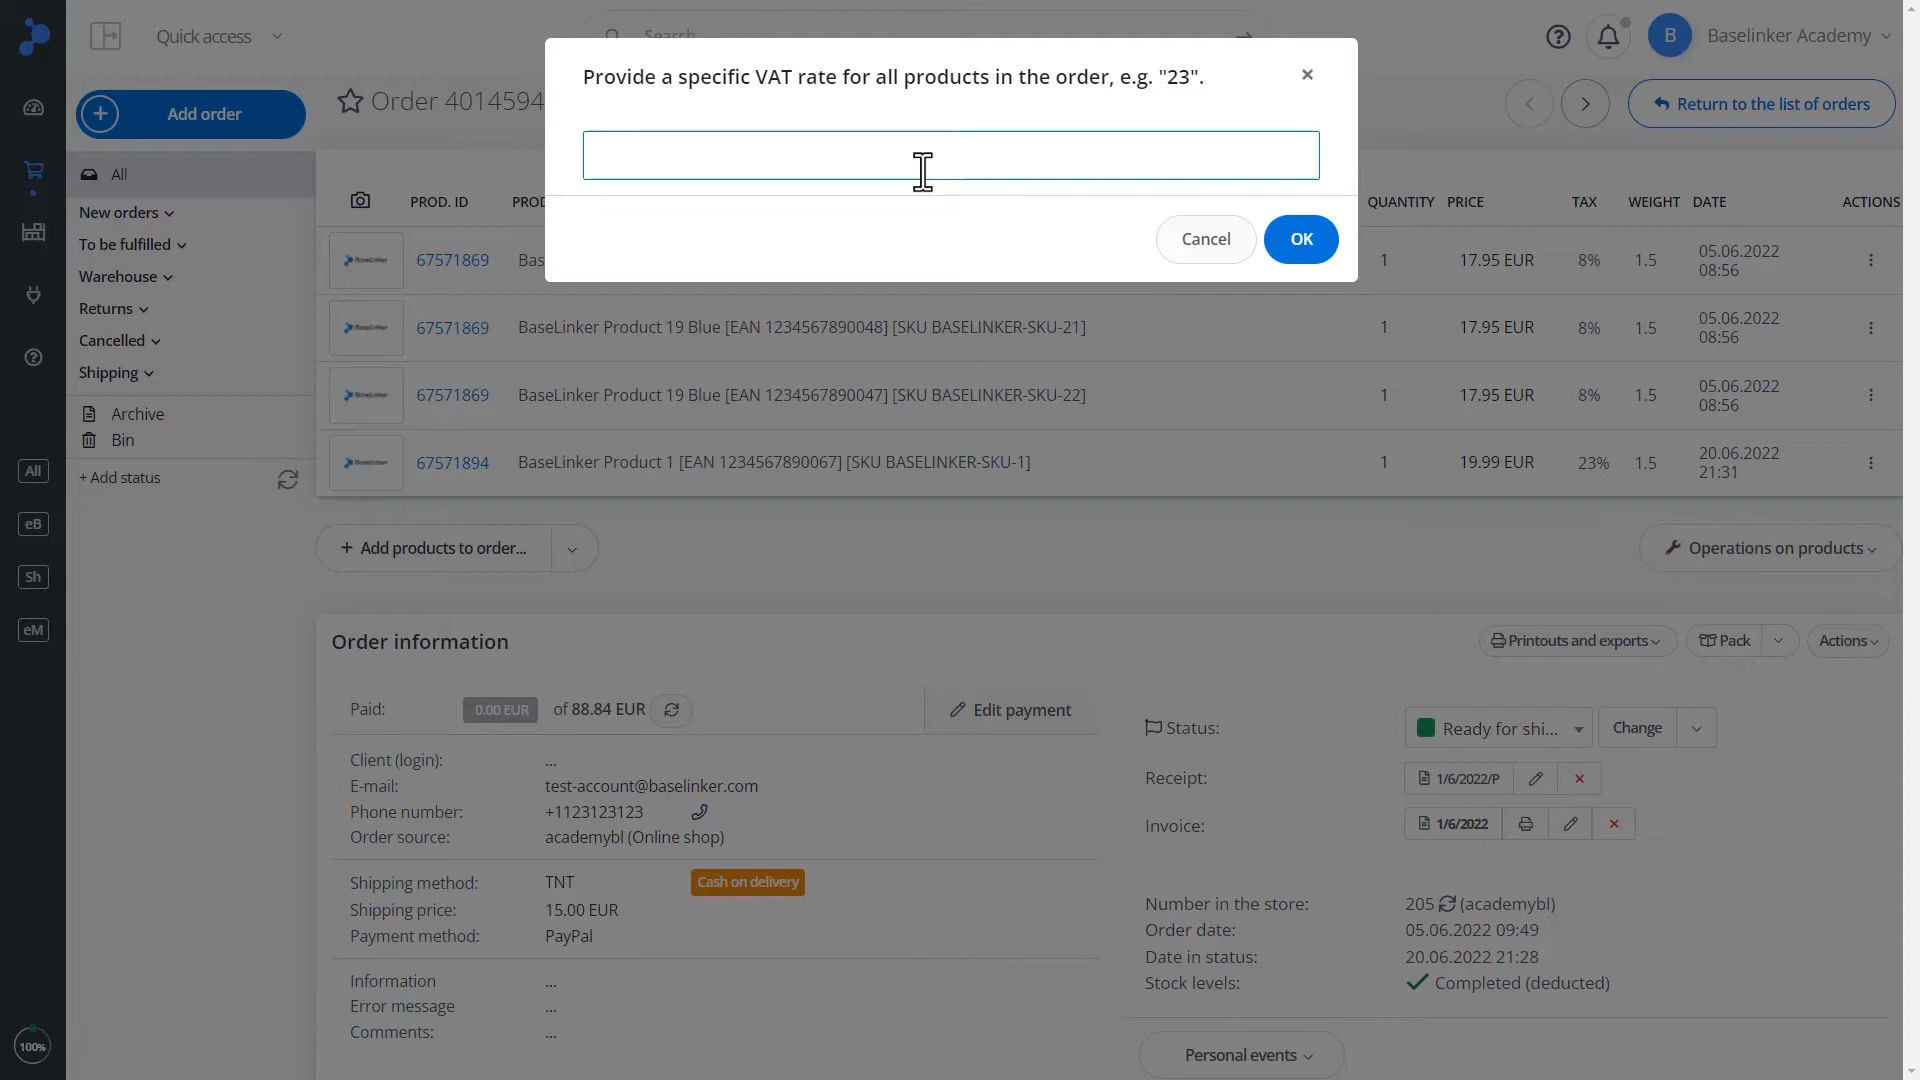 Quick access
Search
B
Baselinker Academy
Provide a specific VAT rate for all products in the order, e.g. "23".
×
Cancel
OK
Add order
Order 4014594
Return to the list of orders
All
New orders
To be fulfilled
Warehouse
Returns
Cancelled
Shipping
Archive
Bin
+ Add status
All
eB
Sh
eM
100%
PROD. ID PROD QUANTITY PRICE TAX WEIGHT DATE ACTIONS
BaseLinker 67571869 Bas 1 17.95 EUR 8% 1.5 05.06.2022
08:56
BaseLinker 67571869 BaseLinker Product 19 Blue [EAN 1234567890048] [SKU BASELINKER-SKU-21] 1 17.95 EUR 8% 1.5 05.06.2022
08:56
BaseLinker 67571869 BaseLinker Product 19 Blue [EAN 1234567890047] [SKU BASELINKER-SKU-22] 1 17.95 EUR 8% 1.5 05.06.2022
08:56
BaseLinker 67571894 BaseLinker Product 1 [EAN 1234567890067] [SKU BASELINKER-SKU-1] 1 19.99 EUR 23% 1.5 20.06.2022
21:31
+ Add products to order...
Operations on products
Order information
Printouts and exports
Pack
Actions
Paid: 0.00 EUR of 88.84 EUR
Edit payment
Client (login): ...
E-mail: test-account@baselinker.com
Phone number: +1123123123
Order source: academybl (Online shop)
Shipping method: TNT Cash on delivery
Shipping price: 15.00 EUR
Payment method: PayPal
Information ...
Error message ...
Comments: ...
Status: Ready for shi... Change
Receipt: 1/6/2022/P
Invoice: 1/6/2022
Number in the store: 205 (academybl)
Order date: 05.06.2022 09:49
Date in status: 20.06.2022 21:28
Stock levels: Completed (deducted)
Personal events